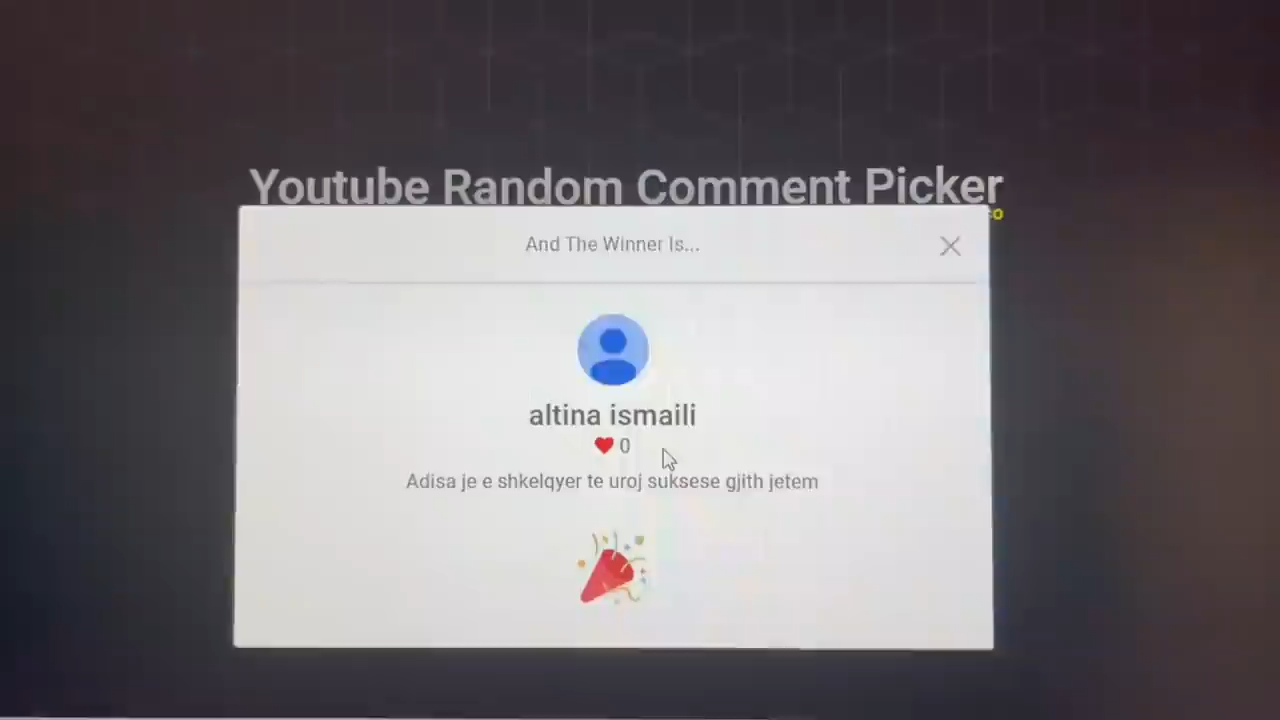 Youtube Random Comment Picker
And The Winner Is...
altina ismaili
0
Adisa je e shkelqyer te uroj suksese gjith jetem